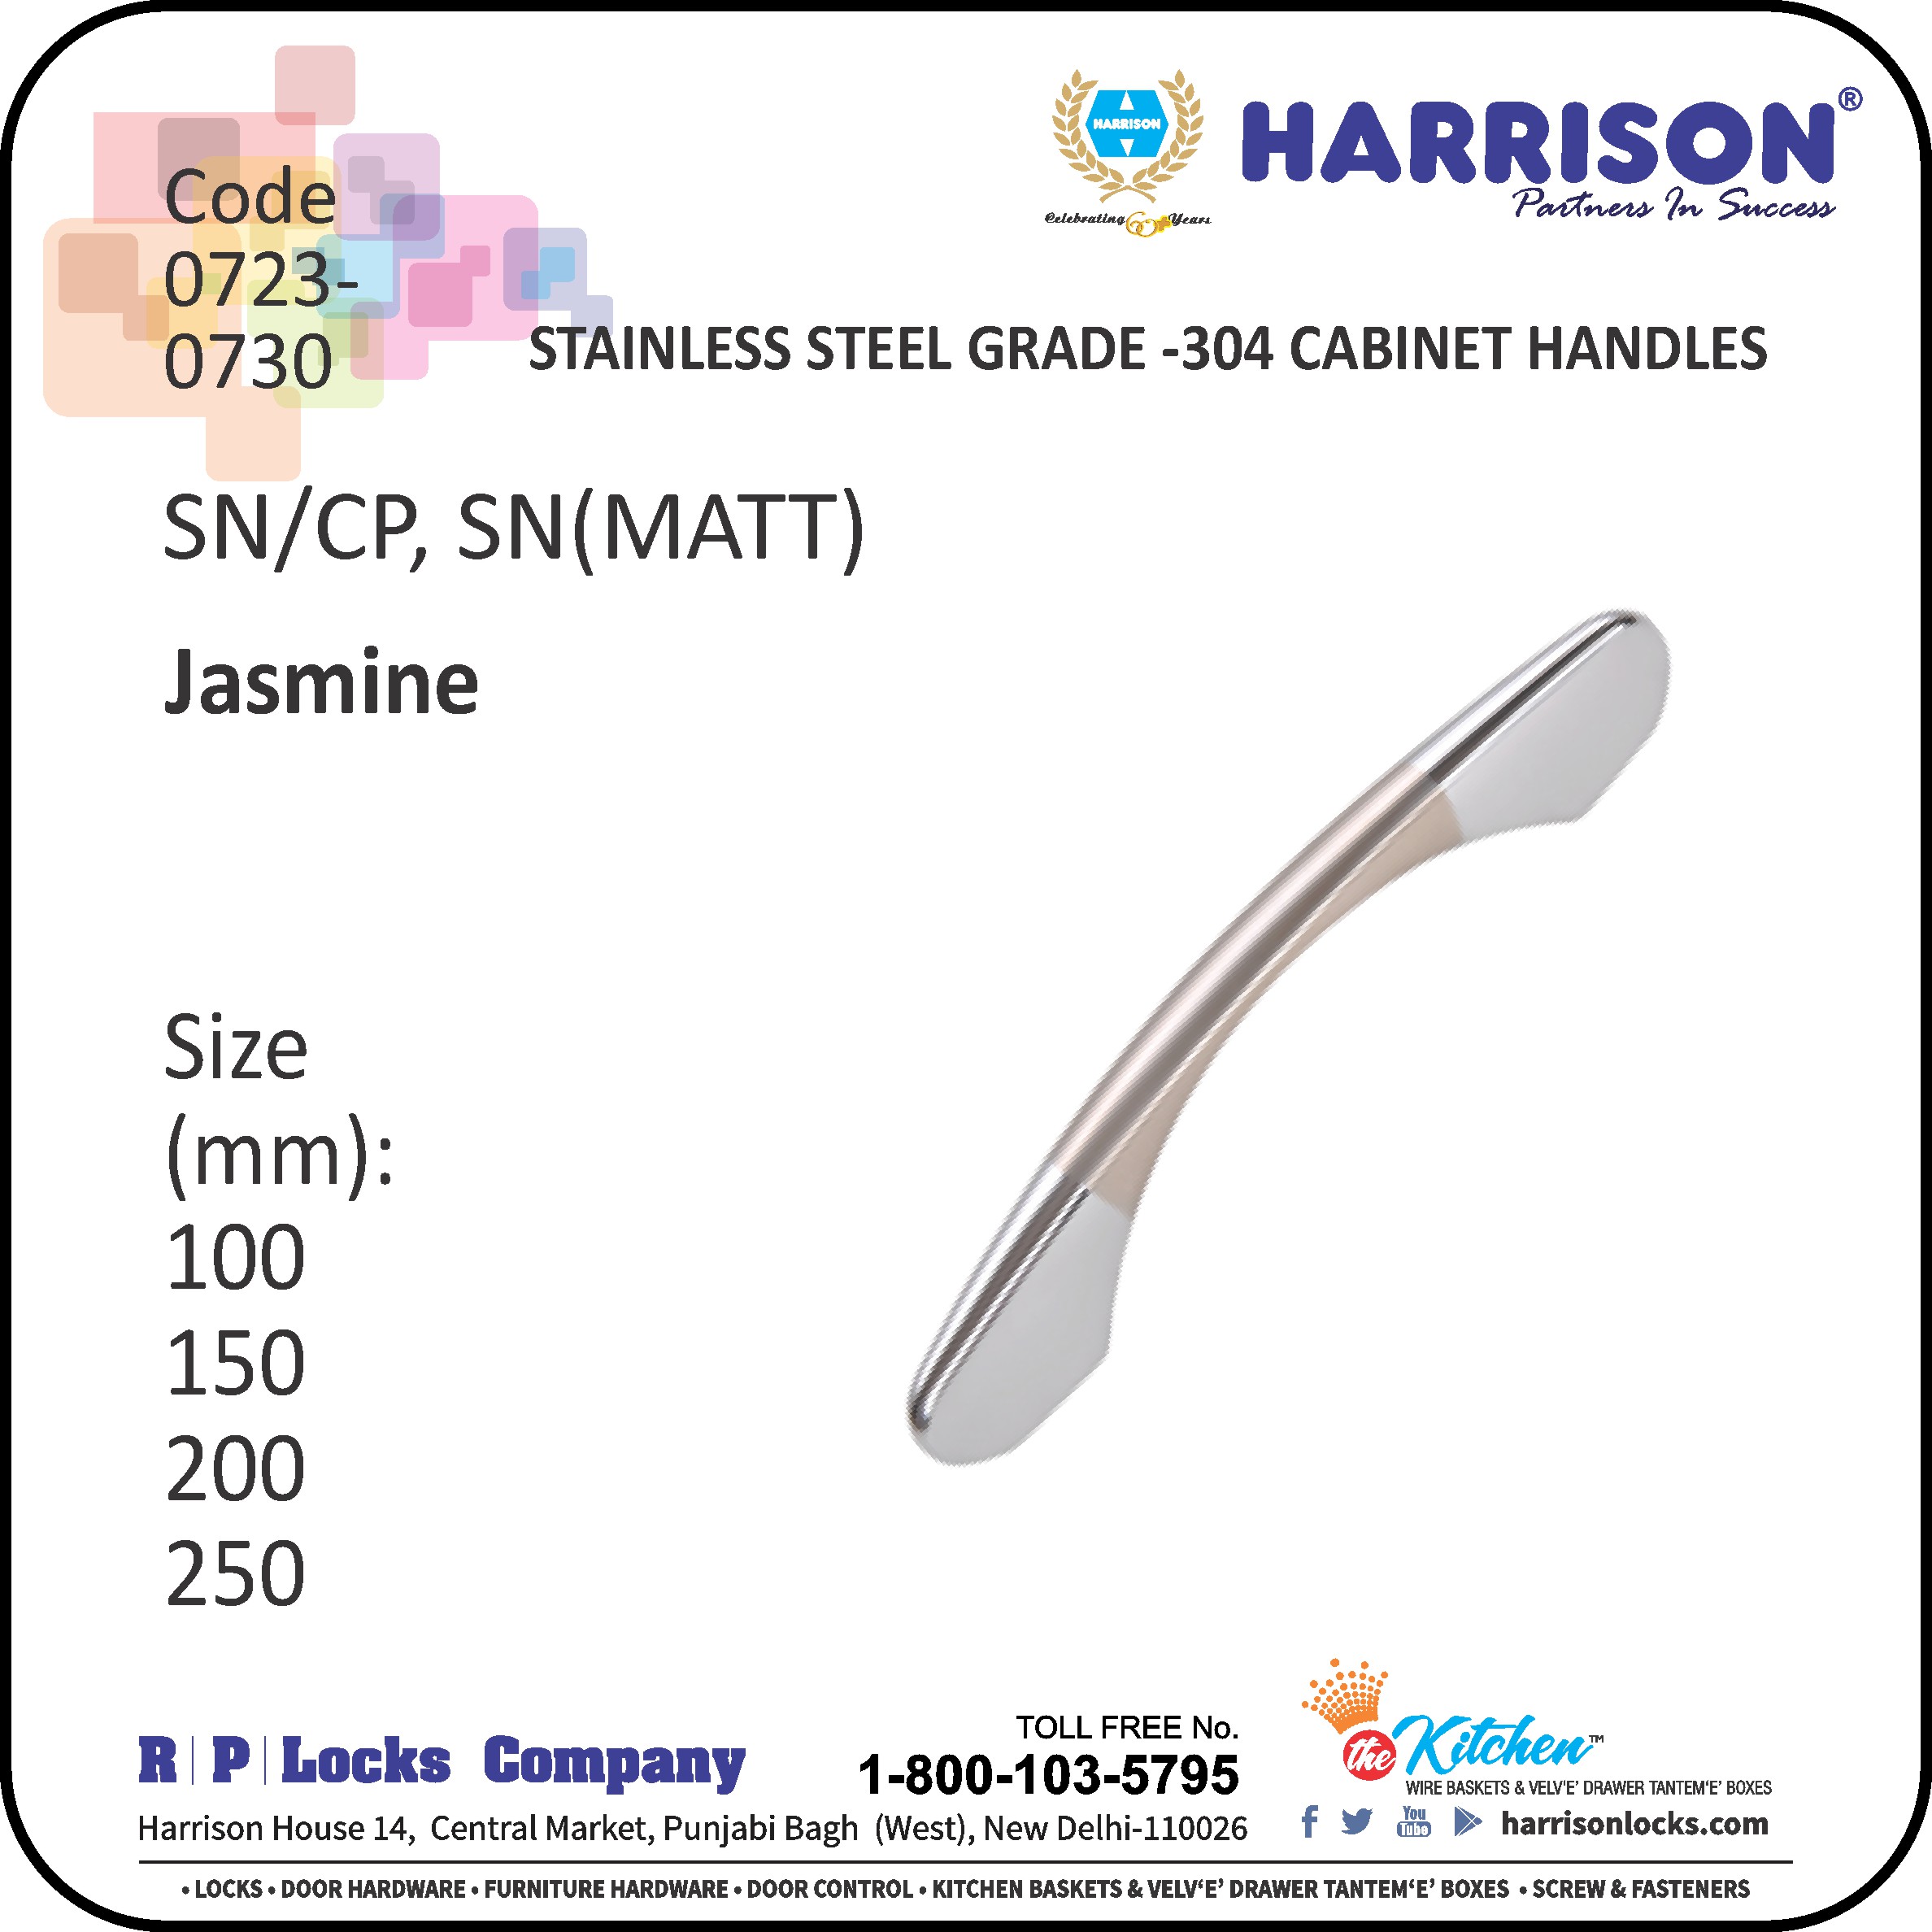 HARRISON
Celebrating 60+ Years
HARRISON®
Partners In Success
Code
0723-
0730
STAINLESS STEEL GRADE -304 CABINET HANDLES
SN/CP, SN(MATT)
Jasmine
Size
(mm):
100
150
200
250
R|P|Locks Company
TOLL FREE No.
1-800-103-5795
the Kitchen™
WIRE BASKETS & VELV'E' DRAWER TANTEM'E' BOXES
Harrison House 14, Central Market, Punjabi Bagh (West), New Delhi-110026
f
You
Tube
harrisonlocks.com
• LOCKS • DOOR HARDWARE • FURNITURE HARDWARE • DOOR CONTROL • KITCHEN BASKETS & VELV‘E’ DRAWER TANTEM‘E’ BOXES • SCREW & FASTENERS